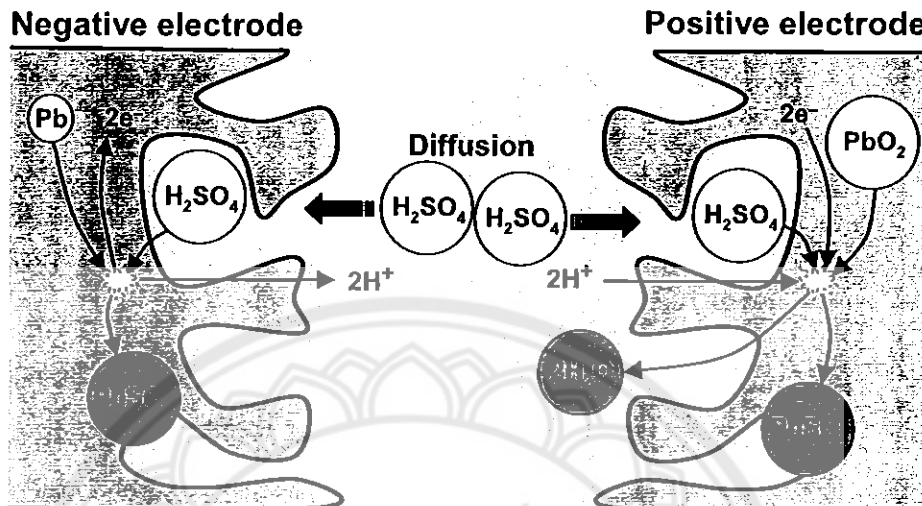 Negative electrode
Positive electrode
Pb
2e⁻
2e⁻
PbO₂
Diffusion
H₂SO₄
H₂SO₄
H₂SO₄
H₂SO₄
2H⁺
2H⁺